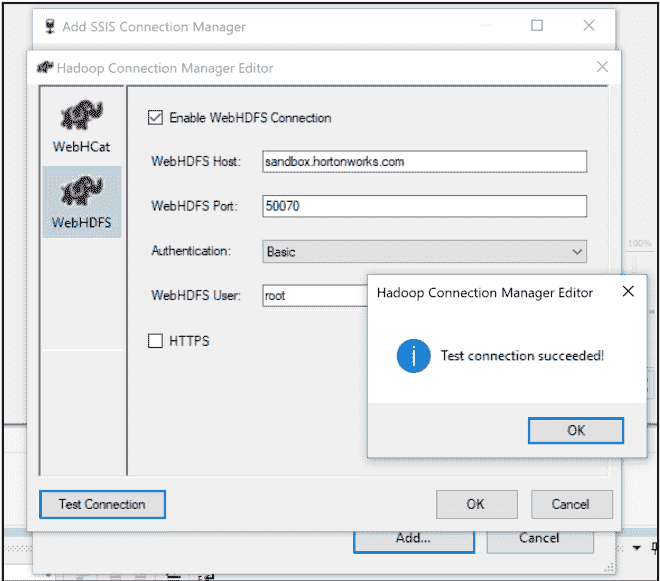 Add SSIS Connection Manager
Hadoop Connection Manager Editor
WebHCat
WebHDFS
Enable WebHDFS Connection
WebHDFS Host: sandbox.hortonworks.com
WebHDFS Port: 50070
Authentication: Basic
WebHDFS User: root
HTTPS
100%
Hadoop Connection Manager Editor
Test connection succeeded!
OK
Test Connection OK Cancel
Add... Cancel